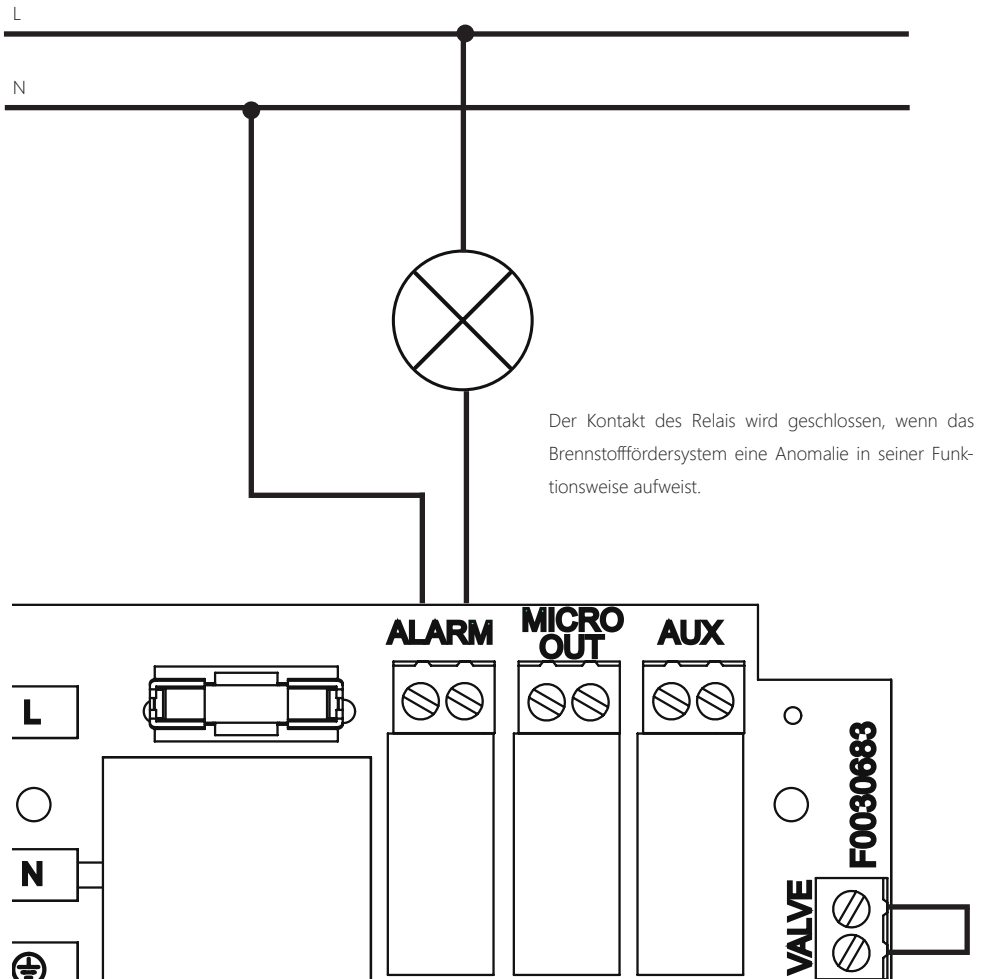 L
N
Der Kontakt des Relais wird geschlossen, wenn das
Brennstofffördersystem eine Anomalie in seiner Funk-
tionsweise aufweist.
ALARM
MICRO
OUT
AUX
L
F0030683
N
VALVE